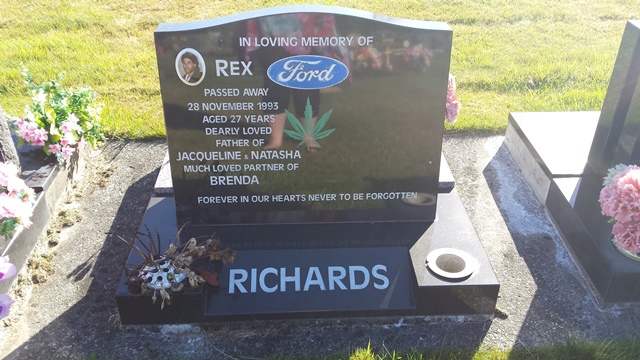 IN LOVING MEMORY OF
REX
Ford
PASSED AWAY
28 NOVEMBER 1993
AGED 27 YEARS
DEARLY LOVED
FATHER OF
JACQUELINE & NATASHA
MUCH LOVED PARTNER OF
BRENDA
FOREVER IN OUR HEARTS NEVER TO BE FORGOTTEN
RICHARDS